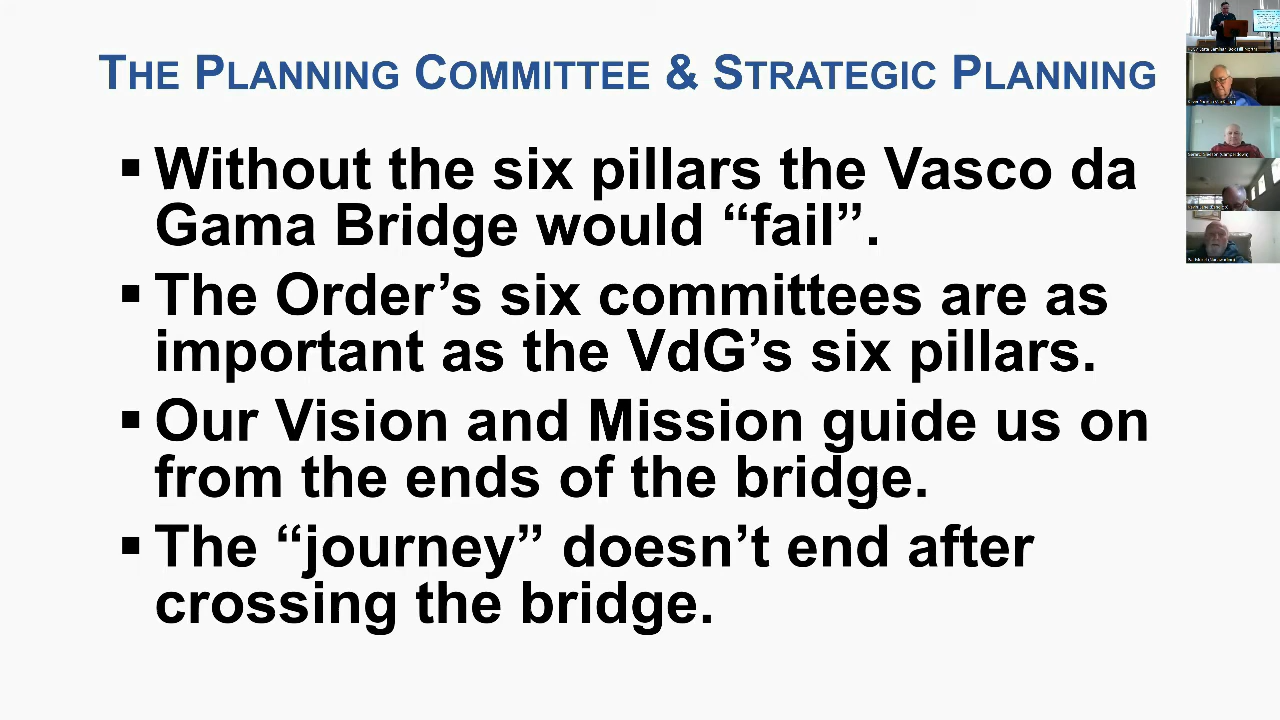 THE PLANNING COMMITTEE & STRATEGIC PLANNING
▪ Without the six pillars the Vasco da
Gama Bridge would “fail”.
▪ The Order’s six committees are as
important as the VdG’s six pillars.
▪ Our Vision and Mission guide us on
from the ends of the bridge.
▪ The “journey” doesn’t end after
crossing the bridge.